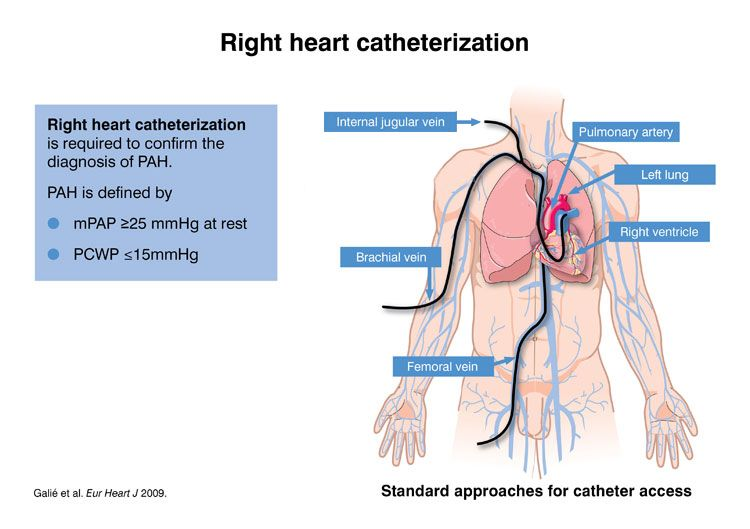 Right heart catheterization
Right heart catheterization
is required to confirm the
diagnosis of PAH.
PAH is defined by
mPAP ≥25 mmHg at rest
PCWP ≤15mmHg
Internal jugular vein
Pulmonary artery
Left lung
Right ventricle
Brachial vein
Femoral vein
Galié et al. Eur Heart J 2009.
Standard approaches for catheter access